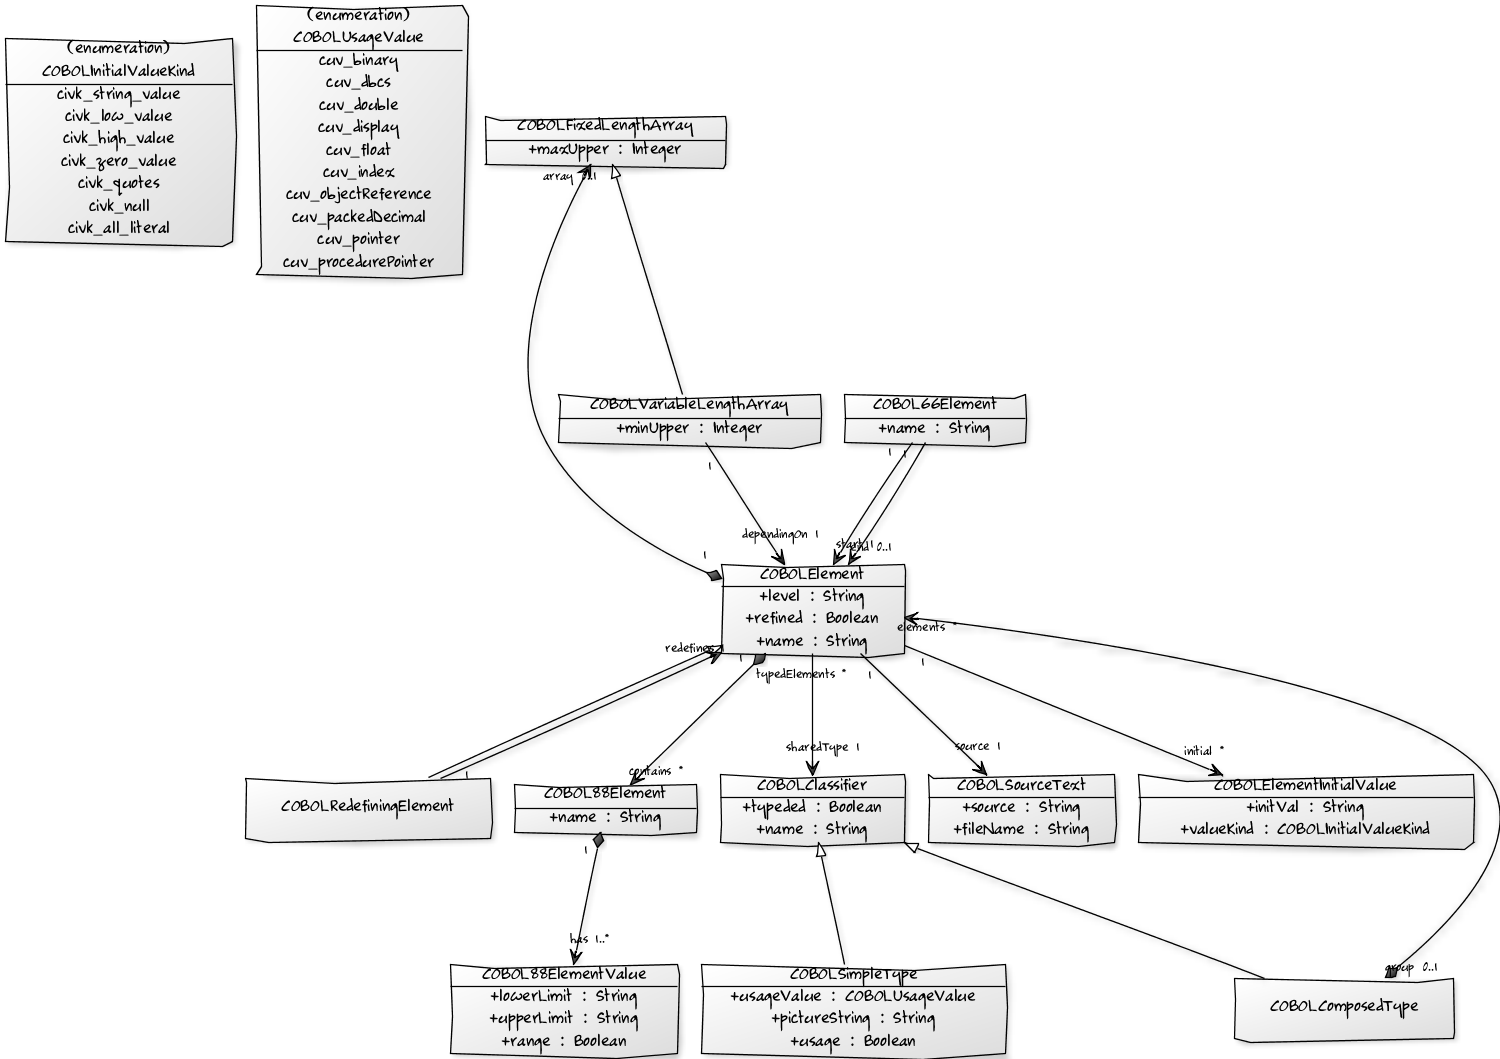 (enumeration)
COBOLInitialValueKind
civk_string_value
civk_low_value
civk_high_value
civk_zero_value
civk_quotes
civk_null
civk_all_literal
(enumeration)
COBOLUsageValue
cuv_binary
cuv_dbcs
cuv_double
cuv_display
cuv_float
cuv_index
cuv_objectReference
cuv_packedDecimal
cuv_pointer
cuv_procedurePointer
COBOLFixedLengthArray
+maxUpper : Integer
array 0..1
COBOLVariableLengthArray
+minUpper : Integer
COBOL66Element
+name : String
1
1
1
dependingOn 1
start 1
end 0..1
1
COBOLElement
+level : String
+refined : Boolean
+name : String
elements *
redefines
1
typedElements *
1
1
1
contains *
sharedType 1
source 1
initial *
COBOLRedefiningElement
COBOL88Element
+name : String
COBOLClassifier
+typeded : Boolean
+name : String
COBOLSourceText
+source : String
+fileName : String
COBOLElementInitialValue
+initVal : String
+valueKind : COBOLInitialValueKind
1
has 1..*
group 0..1
COBOL88ElementValue
+lowerLimit : String
+upperLimit : String
+range : Boolean
COBOLSimpleType
+usageValue : COBOLUsageValue
+pictureString : String
+usage : Boolean
COBOLComposedType